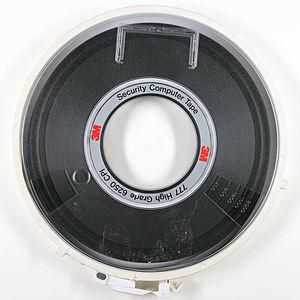 Security Computer Tape
3M
3M
777 High Grade 6250 CPI